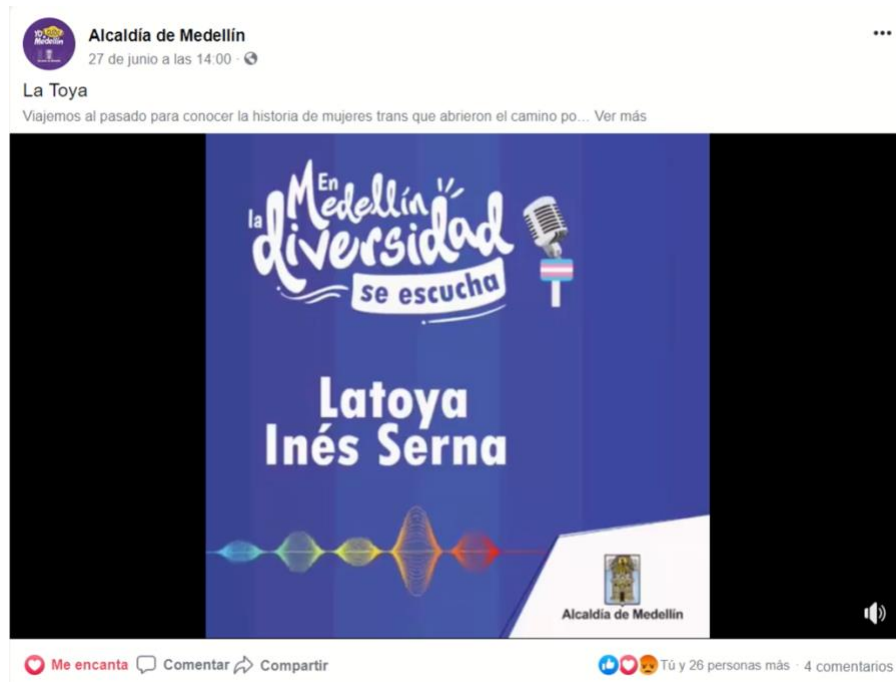 Alcaldía de Medellín
27 de junio a las 14:00 ·
La Toya
Viajemos al pasado para conocer la historia de mujeres trans que abrieron el camino po... Ver más
En
Medellín
la
diversidad
se escucha
Latoya
Inés Serna
Alcaldía de Medellín
Me encanta Comentar Compartir Tú y 26 personas más · 4 comentarios